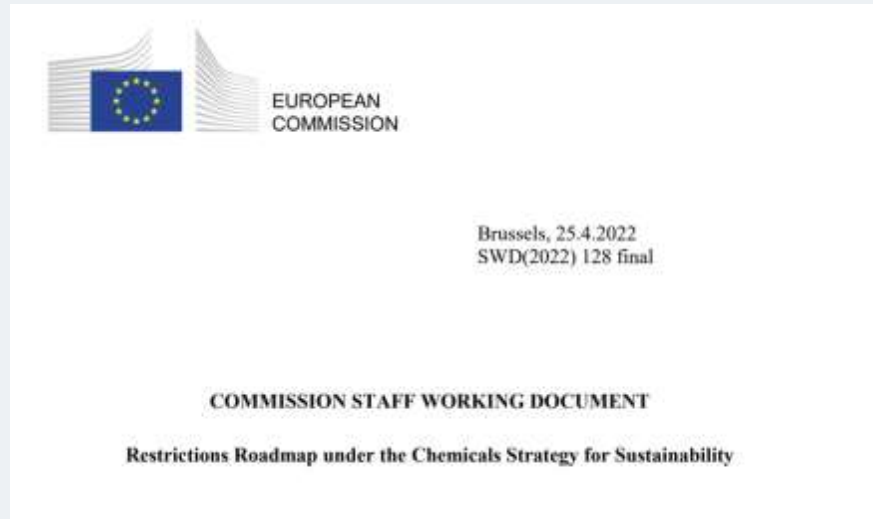 EUROPEAN
COMMISSION
Brussels, 25.4.2022
SWD(2022) 128 final
COMMISSION STAFF WORKING DOCUMENT
Restrictions Roadmap under the Chemicals Strategy for Sustainability